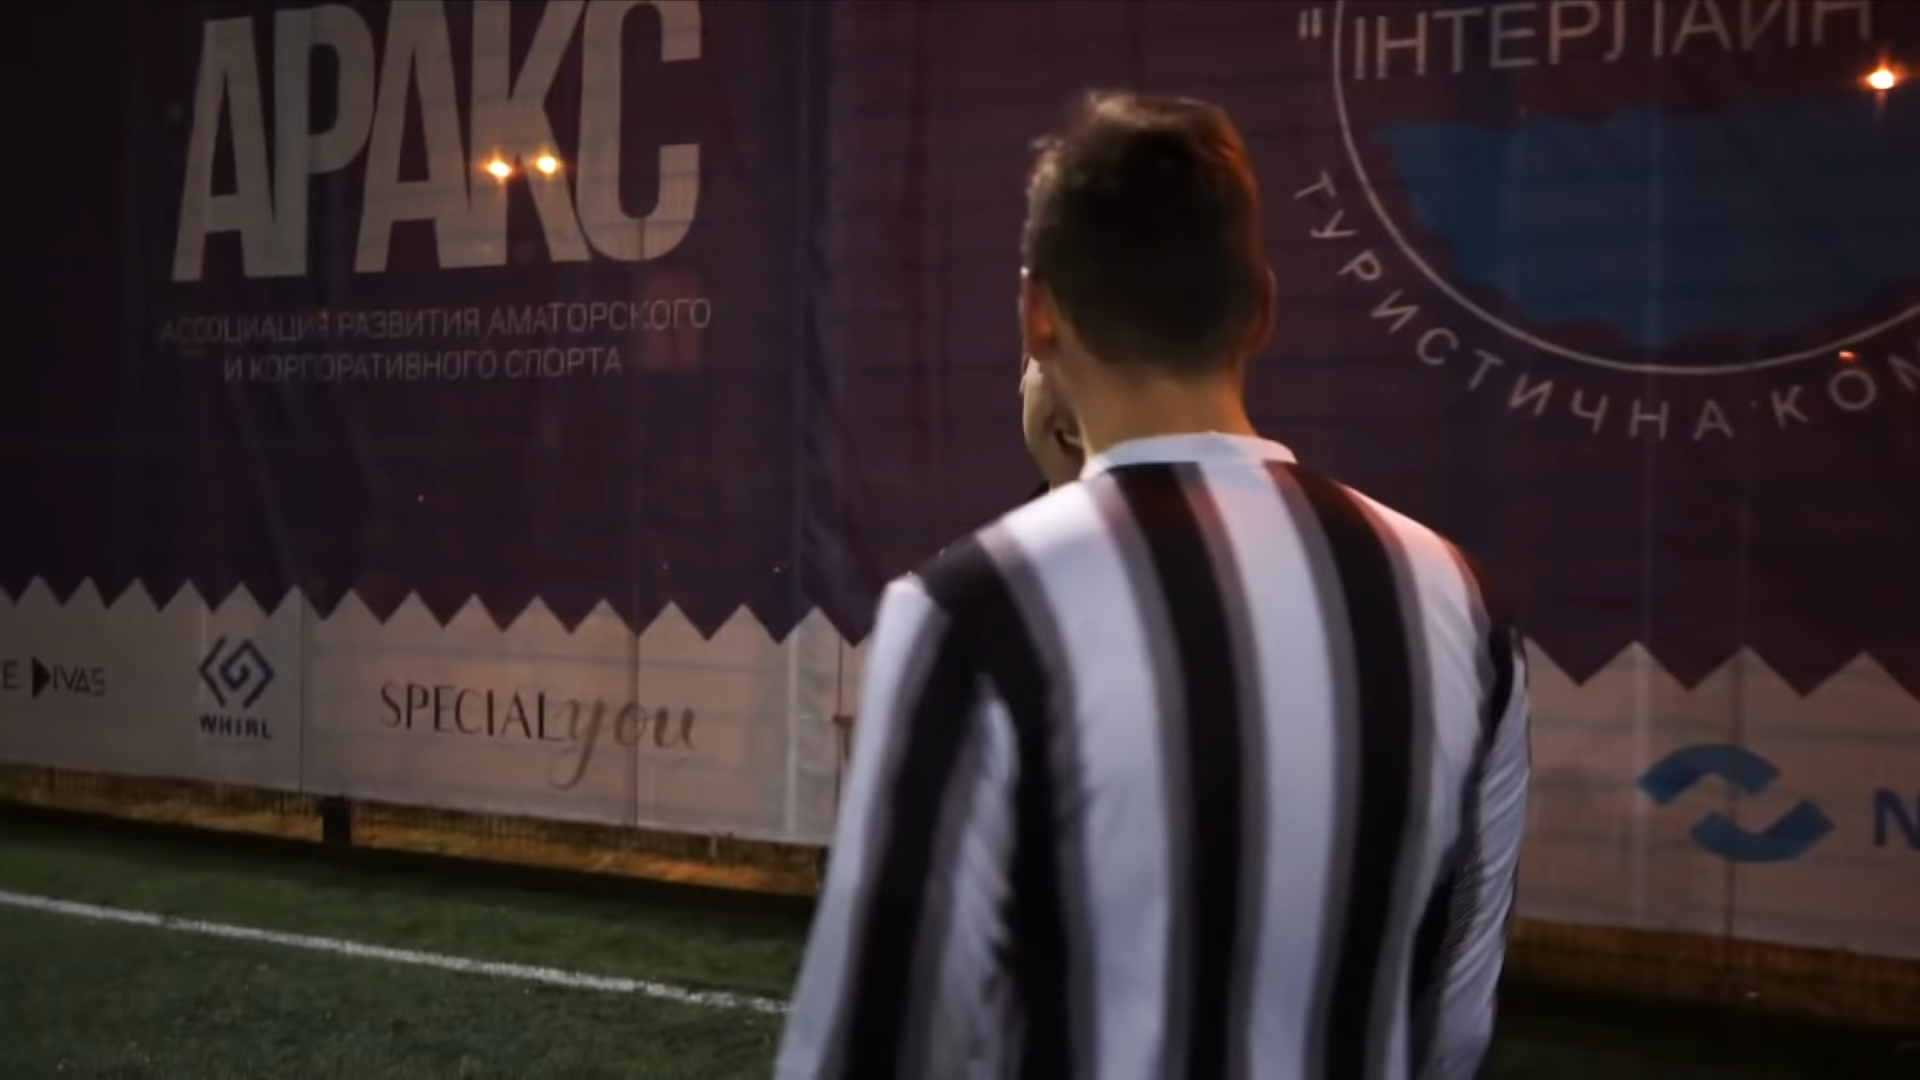 АРАКС
АССОЦИАЦИЯ РАЗВИТИЯ АМАТОРСКОГО
И КОРПОРАТИВНОГО СПОРТА
"ІНТЕРЛАЙН
ТУРИСТИЧНА
DIVAS
WHIRL
SPECIAL you